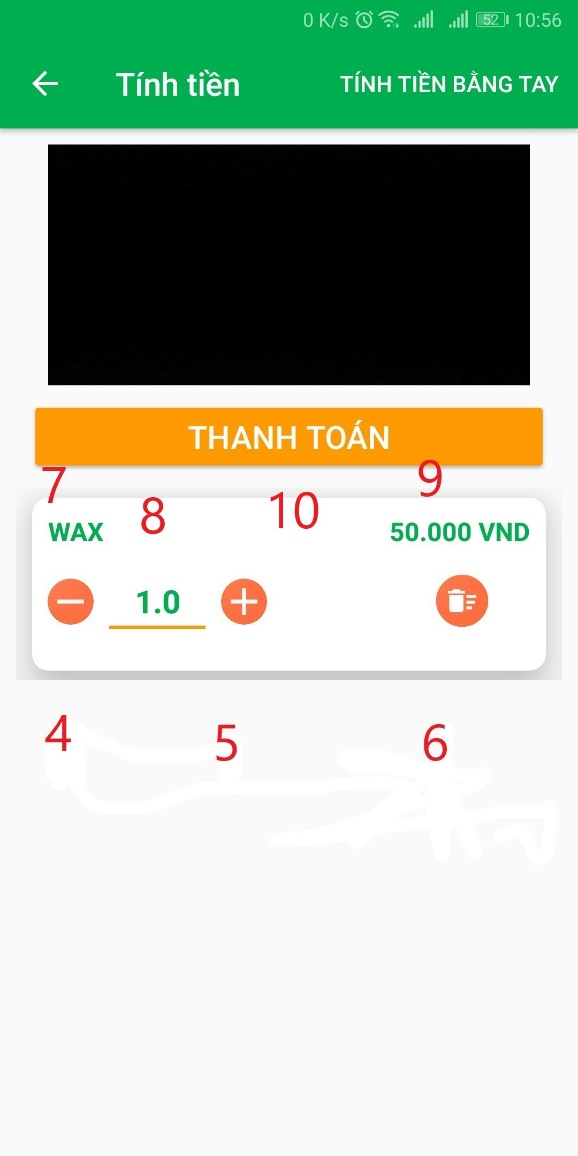 0 K/s 52 10:56
Tính tiền TÍNH TIỀN BẰNG TAY
THANH TOÁN
7 8 10 9
WAX 50.000 VND
1.0
4 5 6